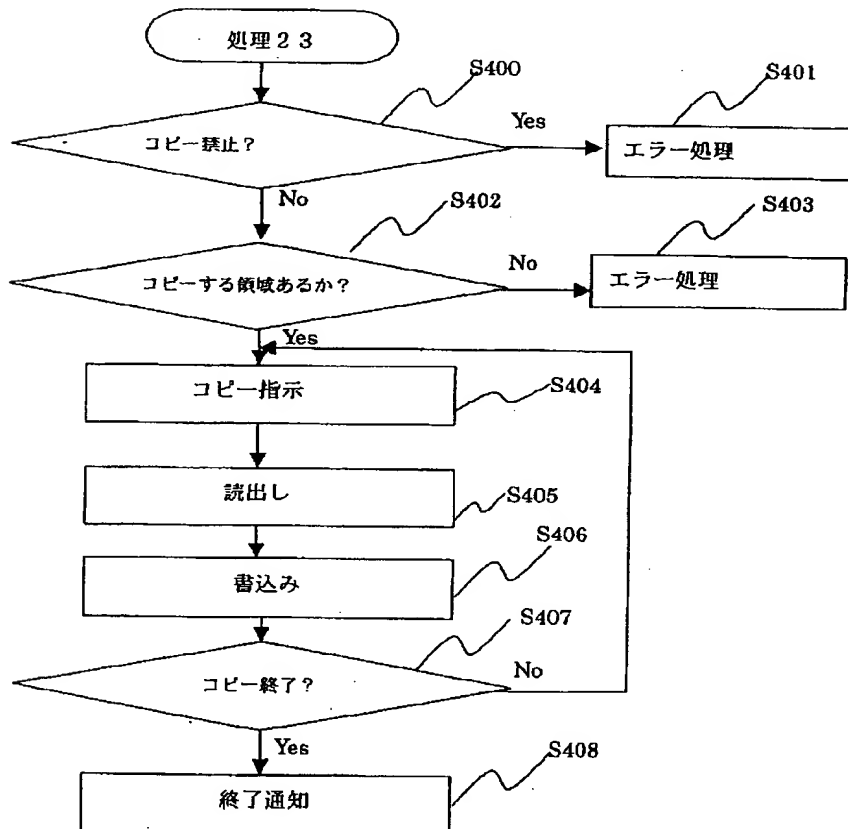 処理２３
S400
S401
コピー禁止?
Yes
エラー処理
No
S402
S403
コピーする領域あるか?
No
エラー処理
Yes
コピー指示
S404
読出し
S405
S406
書込み
S407
コピー終了?
No
Yes
S408
終了通知